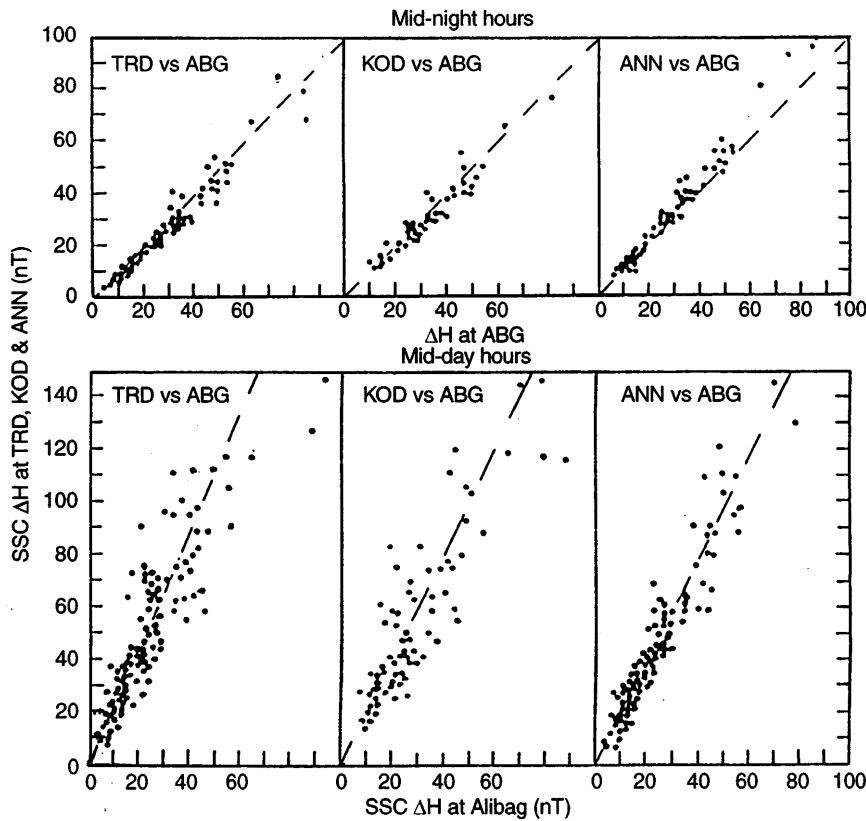 Mid-night hours
TRD vs ABG KOD vs ABG ANN vs ABG
100
80
60
40
20
0
0 20 40 60 0 20 40 60 0 20 40 60 80 100
ΔH at ABG
SSC ΔH at TRD, KOD & ANN (nT)
Mid-day hours
TRD vs ABG KOD vs ABG ANN vs ABG
140
120
100
80
60
40
20
0
0 20 40 60 80 0 20 40 60 80 0 20 40 60 80 100
SSC ΔH at Alibag (nT)